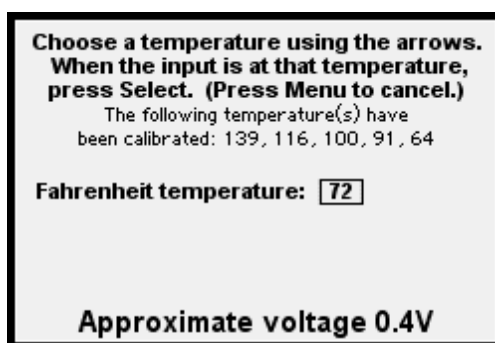 Choose a temperature using the arrows.
When the input is at that temperature,
press Select. (Press Menu to cancel.)
The following temperature(s) have
been calibrated: 139, 116, 100, 91, 64
Fahrenheit temperature: 72
Approximate voltage 0.4V